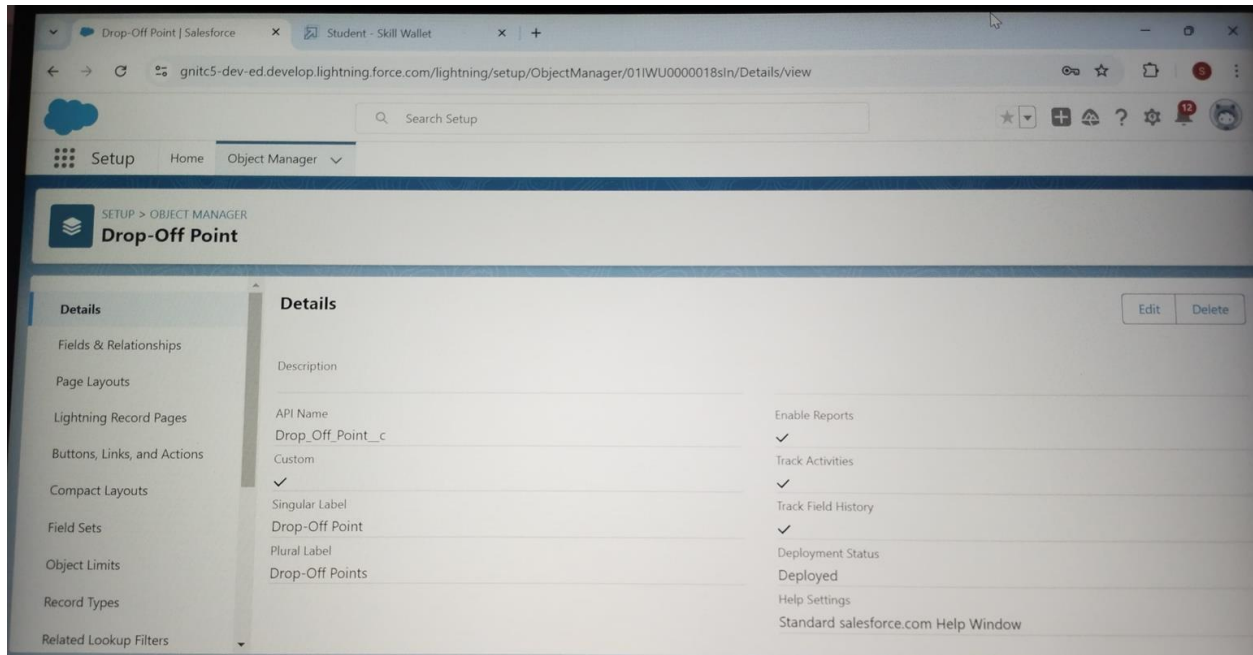 Drop-Off Point | Salesforce
Student - Skill Wallet
gnitc5-dev-ed.develop.lightning.force.com/lightning/setup/ObjectManager/01IWU0000018sIn/Details/view
S
Search Setup
12
Setup Home Object Manager
SETUP > OBJECT MANAGER
Drop-Off Point
Details
Fields & Relationships
Page Layouts
Lightning Record Pages
Buttons, Links, and Actions
Compact Layouts
Field Sets
Object Limits
Record Types
Related Lookup Filters
Details
Edit Delete
Description
API Name
Drop_Off_Point__c
Custom
Singular Label
Drop-Off Point
Plural Label
Drop-Off Points
Enable Reports
Track Activities
Track Field History
Deployment Status
Deployed
Help Settings
Standard salesforce.com Help Window